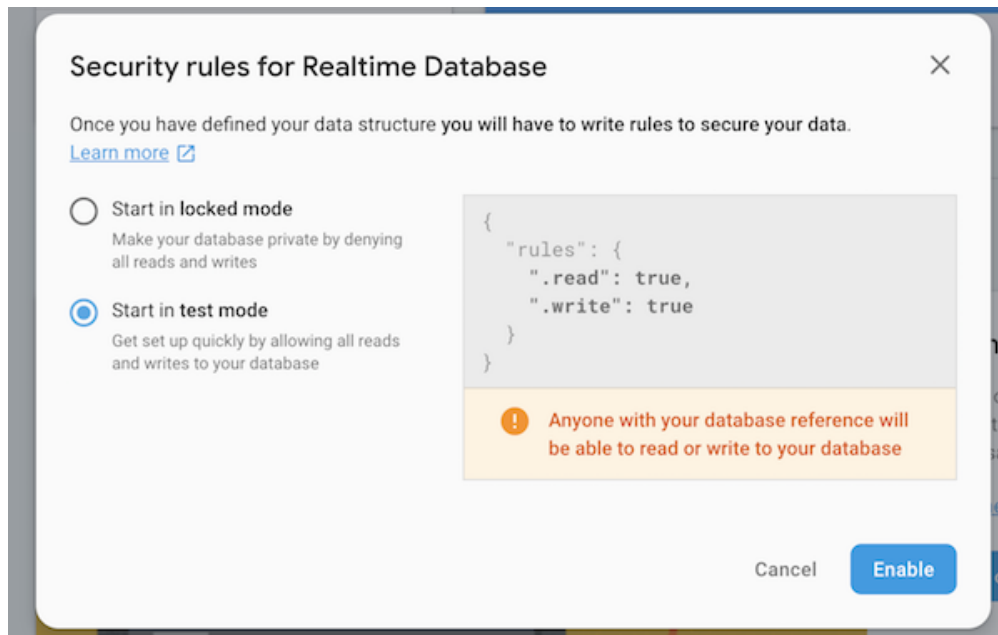 Security rules for Realtime Database
Once you have defined your data structure you will have to write rules to secure your data.
Learn more
Start in locked mode
Make your database private by denying
all reads and writes
Start in test mode
Get set up quickly by allowing all reads
and writes to your database
{
"rules": {
".read": true,
".write": true
}
}
Anyone with your database reference will
be able to read or write to your database
Cancel
Enable